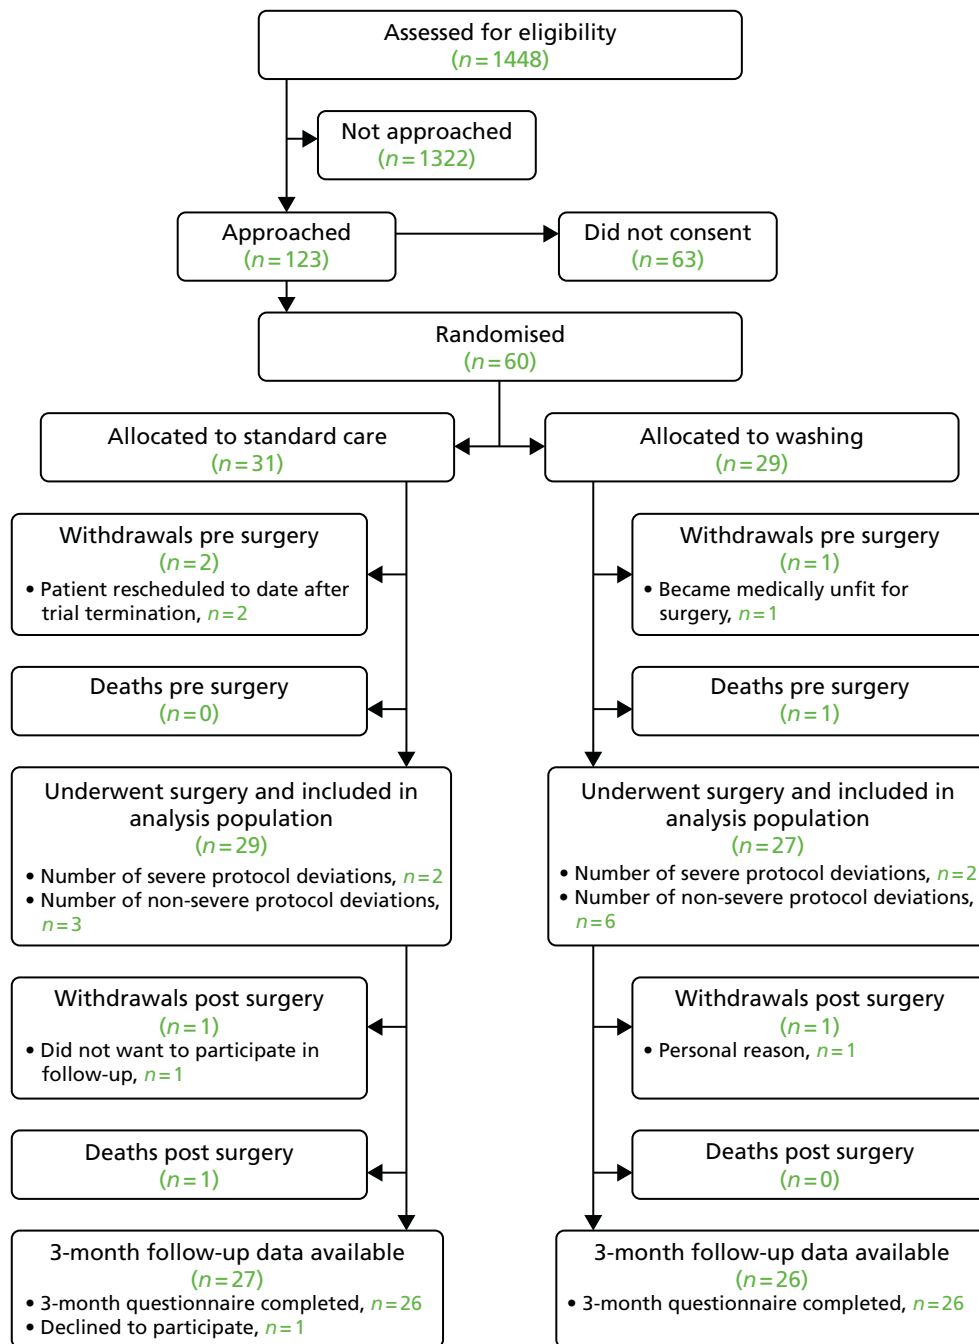 Assessed for eligibility
(n=1448)
Not approached
(n=1322)
Approached
(n=123)
Did not consent
(n=63)
Randomised
(n=60)
Allocated to standard care
(n=31)
Allocated to washing
(n=29)
Withdrawals pre surgery
(n=2)
• Patient rescheduled to date after
trial termination, n=2
Withdrawals pre surgery
(n=1)
• Became medically unfit for
surgery, n=1
Deaths pre surgery
(n=0)
Deaths pre surgery
(n=1)
Underwent surgery and included in
analysis population
(n=29)
• Number of severe protocol deviations, n=2
• Number of non-severe protocol deviations,
n=3
Underwent surgery and included in
analysis population
(n=27)
• Number of severe protocol deviations, n=2
• Number of non-severe protocol deviations,
n=6
Withdrawals post surgery
(n=1)
• Did not want to participate in
follow-up, n=1
Withdrawals post surgery
(n=1)
• Personal reason, n=1
Deaths post surgery
(n=1)
Deaths post surgery
(n=0)
3-month follow-up data available
(n=27)
• 3-month questionnaire completed, n=26
• Declined to participate, n=1
3-month follow-up data available
(n=26)
• 3-month questionnaire completed, n=26